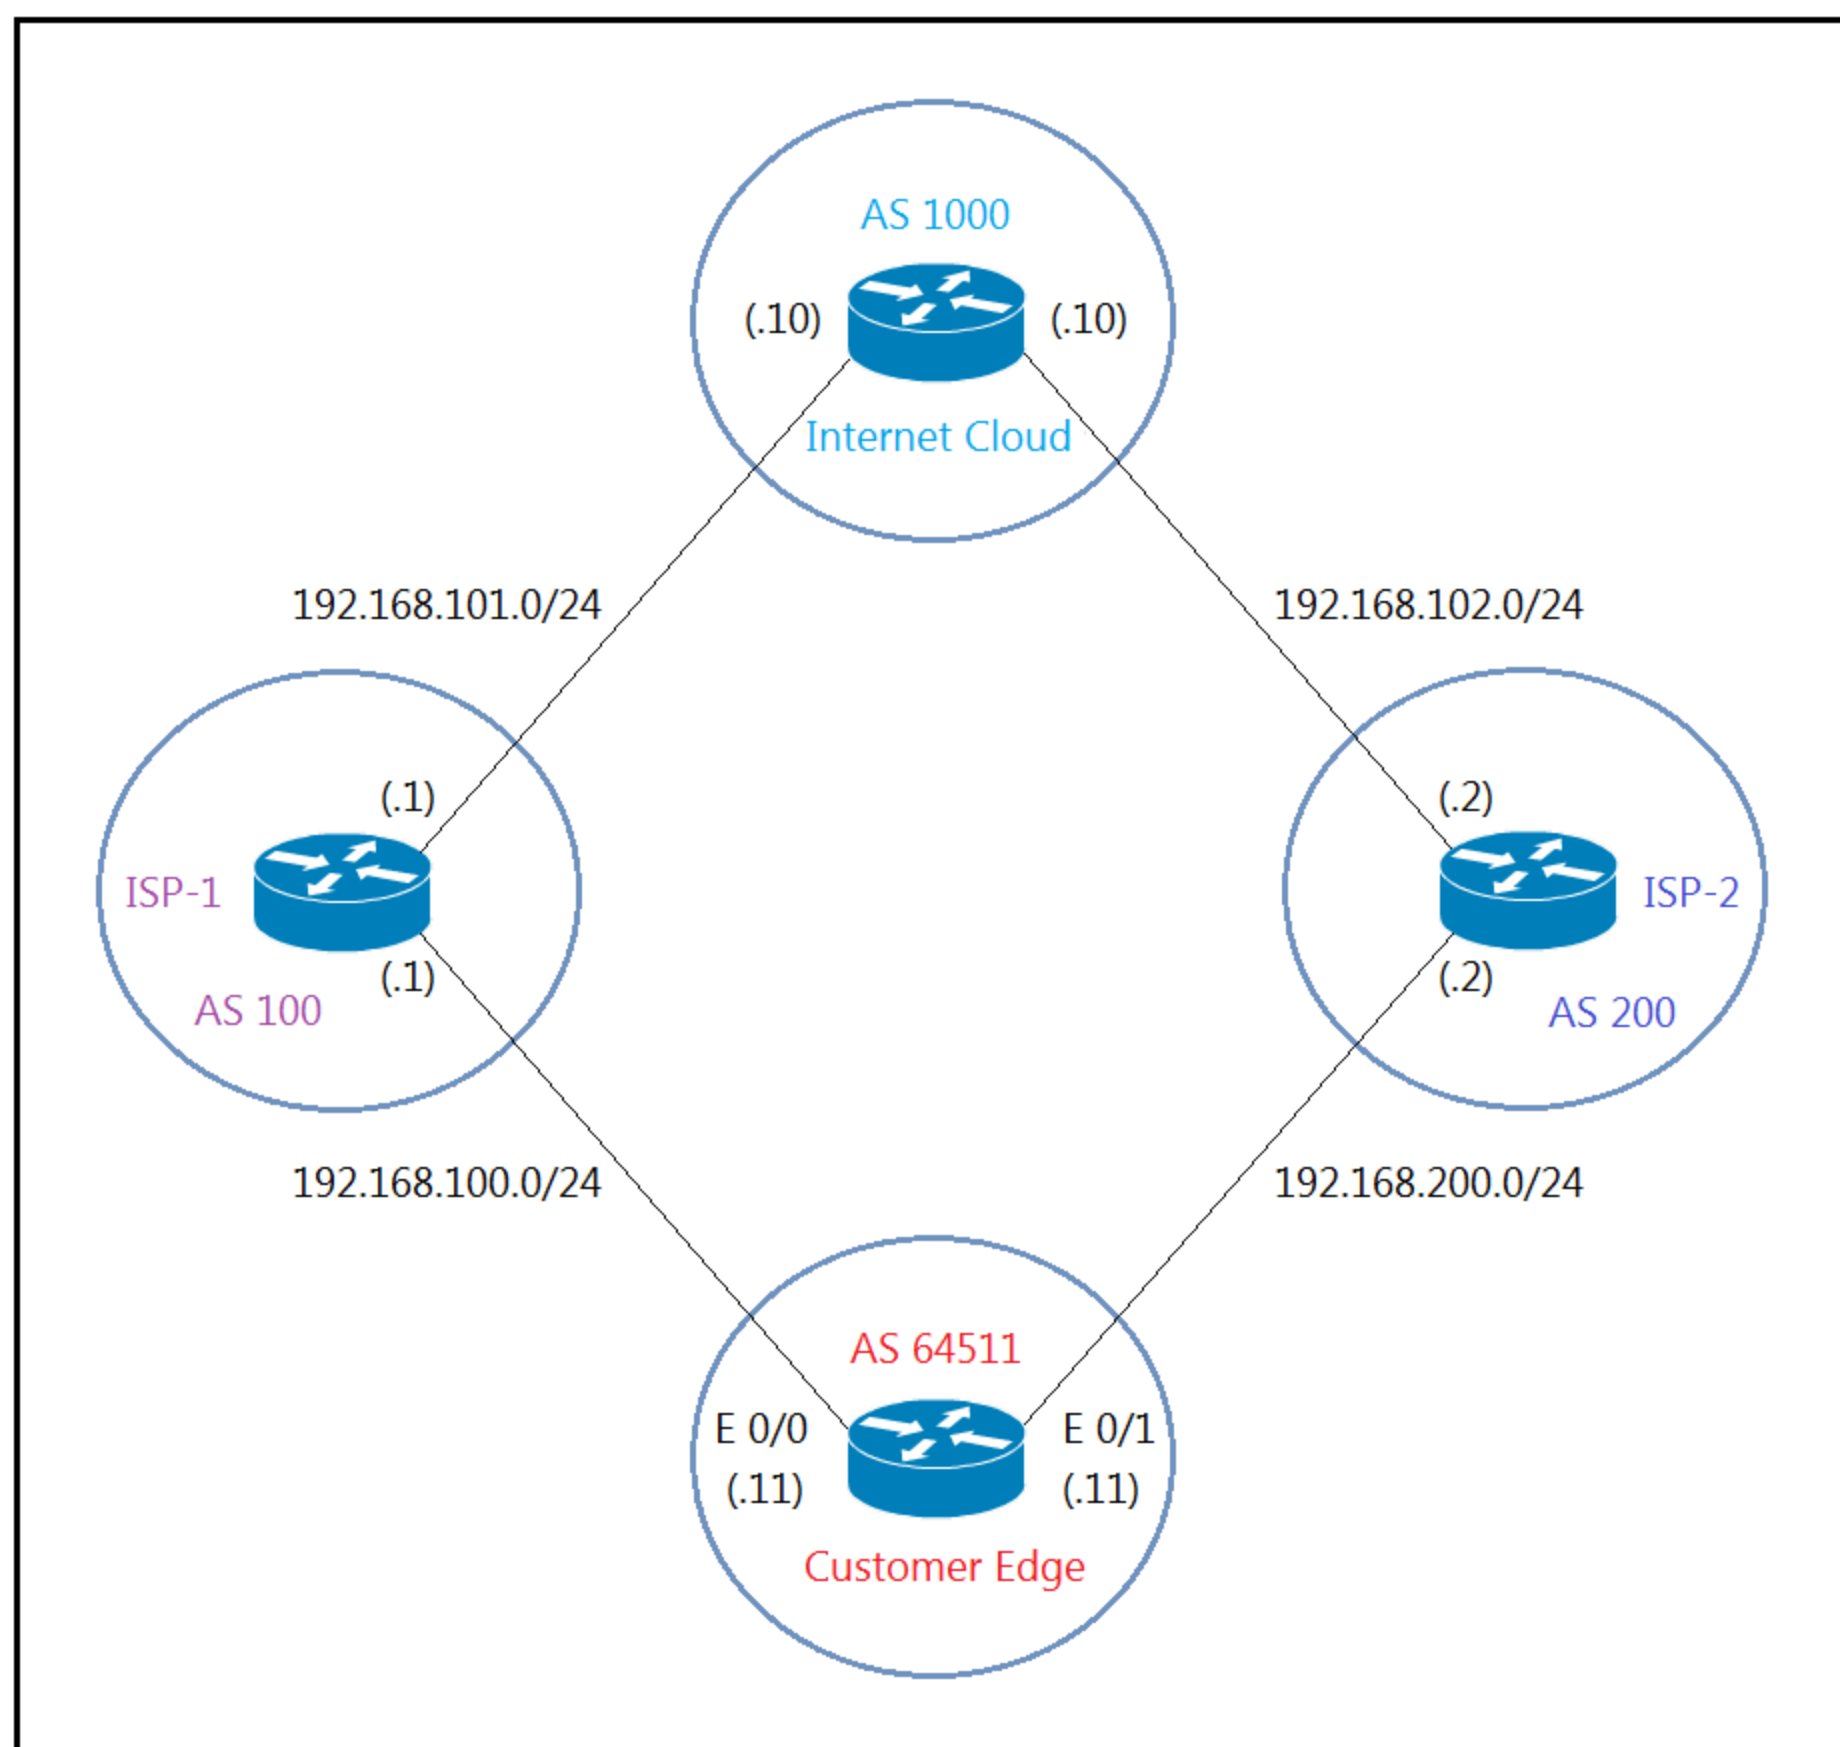 AS 1000
(.10)
(.10)
Internet Cloud
192.168.101.0/24
192.168.102.0/24
(.1)
(.2)
ISP-1
ISP-2
(.1)
(.2)
AS 100
AS 200
192.168.100.0/24
192.168.200.0/24
AS 64511
E 0/0
E 0/1
(.11)
(.11)
Customer Edge